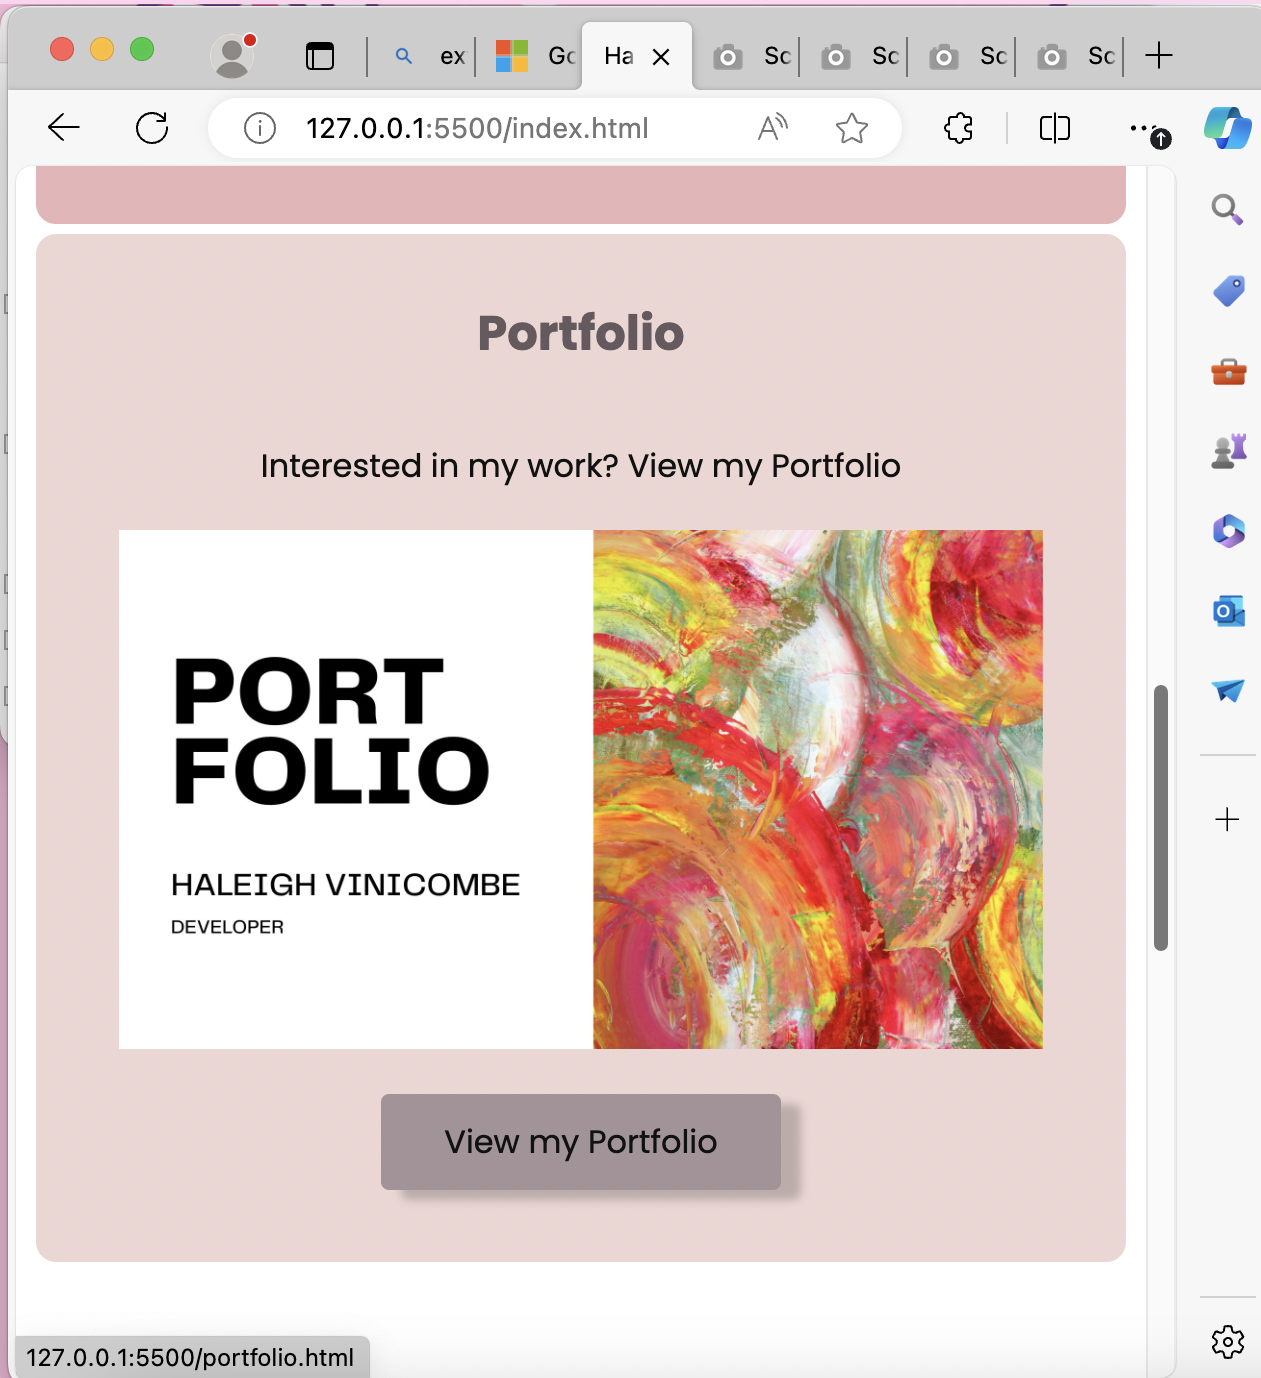 ex
Gc
Ha
Sc
Sc
Sc
Sc
127.0.0.1:5500/index.html
Portfolio
Interested in my work? View my Portfolio
PORT
FOLIO
HALEIGH VINICOMBE
DEVELOPER
View my Portfolio
127.0.0.1:5500/portfolio.html